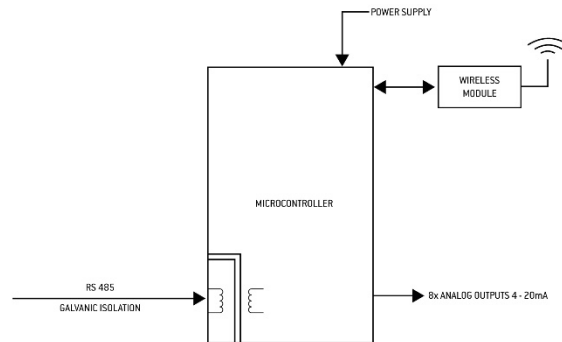 POWER SUPPLY
WIRELESS
MODULE
MICROCONTROLLER
RS 485
GALVANIC ISOLATION
8x ANALOG OUTPUTS 4 - 20mA